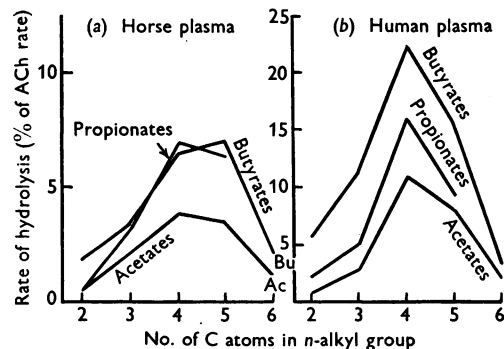 (a) Horse plasma
(b) Human plasma
Rate of hydrolysis (% of ACh rate)
10
5
0
Propionates
Butyrates
Acetates
Bu
Ac
25
20
15
10
5
0
Butyrates
Propionates
Acetates
2 3 4 5 6
2 3 4 5 6
No. of C atoms in n-alkyl group